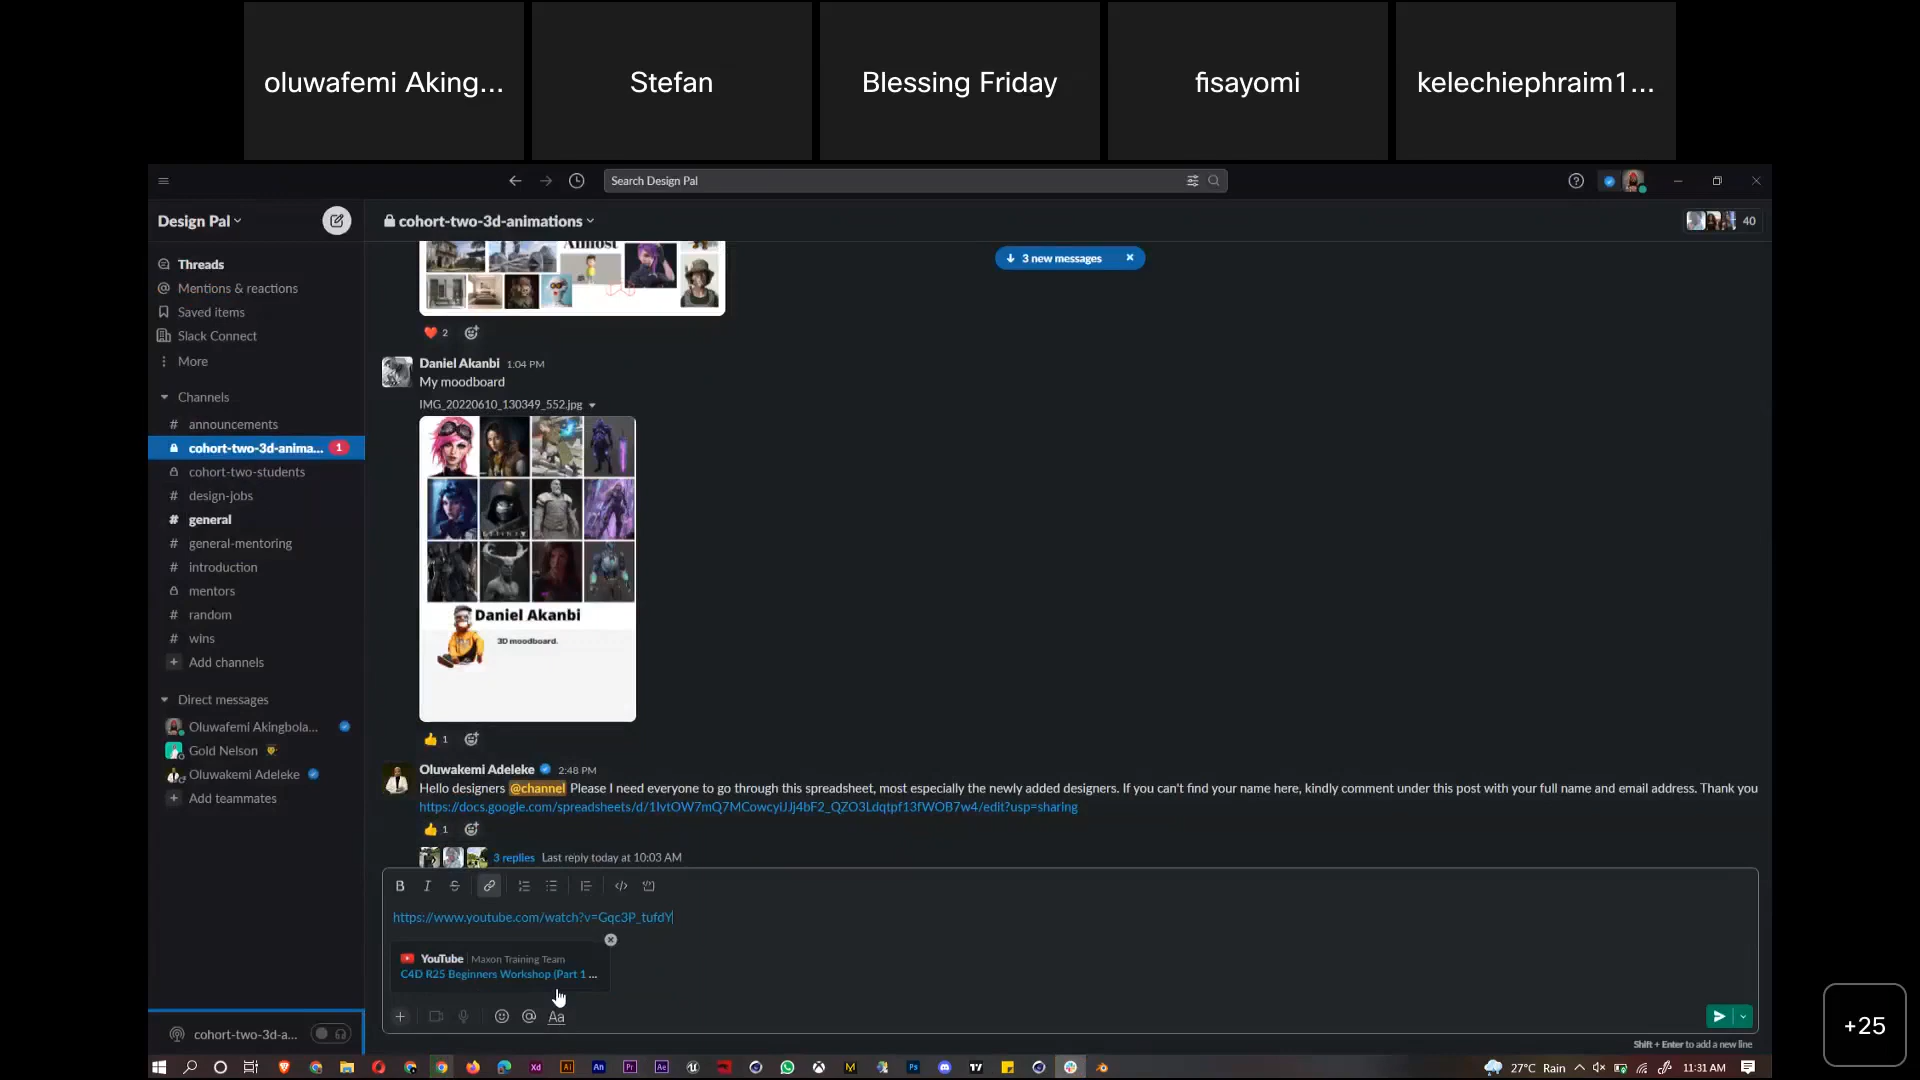 oluwafemi Aking...
Stefan
Blessing Friday
fisayomi
kelechiephraim1...
Search Design Pal
Design Pal
cohort-two-3d-animations
40
Almost
3 new messages
Threads
Mentions & reactions
Saved items
Slack Connect
More
Channels
# announcements
cohort-two-3d-anima... 1
cohort-two-students
# design-jobs
# general
# general-mentoring
# introduction
mentors
# random
# wins
+ Add channels
Direct messages
Oluwafemi Akingbola...
Gold Nelson
Oluwakemi Adeleke
+ Add teammates
cohort-two-3d-a...
2
Daniel Akanbi 1:04 PM
My moodboard
IMG_20220610_130349_552.jpg
Daniel Akanbi
3D moodboard.
1
Oluwakemi Adeleke 2:48 PM
Hello designers @channel Please I need everyone to go through this spreadsheet, most especially the newly added designers. If you can't find your name here, kindly comment under this post with your full name and email address. Thank you
https://docs.google.com/spreadsheets/d/1IvtOW7mQ7MCowcyiJJj4bF2_QZO3Ldqtpf13fWOB7w4/edit?usp=sharing
1
3 replies Last reply today at 10:03 AM
B I S
https://www.youtube.com/watch?v=Gqc3P_tufdY
YouTube | Maxon Training Team
C4D R25 Beginners Workshop (Part 1 ...
Aa
Shift + Enter to add a new line
+25
Xd Ai An Pr Ae Ps
27°C Rain
11:31 AM